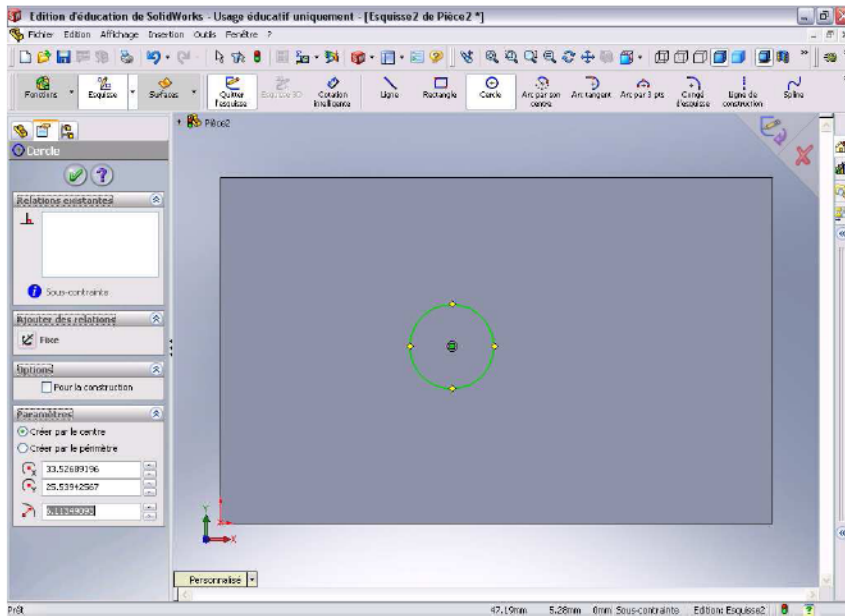 Edition d'éducation de SolidWorks - Usage éducatif uniquement - [Esquisse2 de Pièce2 *]
Fichier Edition Affichage Insertion Outils Fenêtre ?
Fonctions Esquisse Surfaces Quitter l'esquisse Esquisse 3D Cotation intelligente Ligne Rectangle Cercle Arc par son centre Arc tangent Arc par 3 pts Congé d'esquisse Ligne de construction Spline
Pièce2
Cercle
Relations existantes
Sous-contrainte
Ajouter des relations
Fixe
Options
Pour la construction
Paramètres
Créer par le centre
Créer par le périmètre
33.52689196
25.53942567
Y
X
Personnalisé
Prêt 47.19mm 5.28mm 0mm Sous-contrainte Edition: Esquisse2